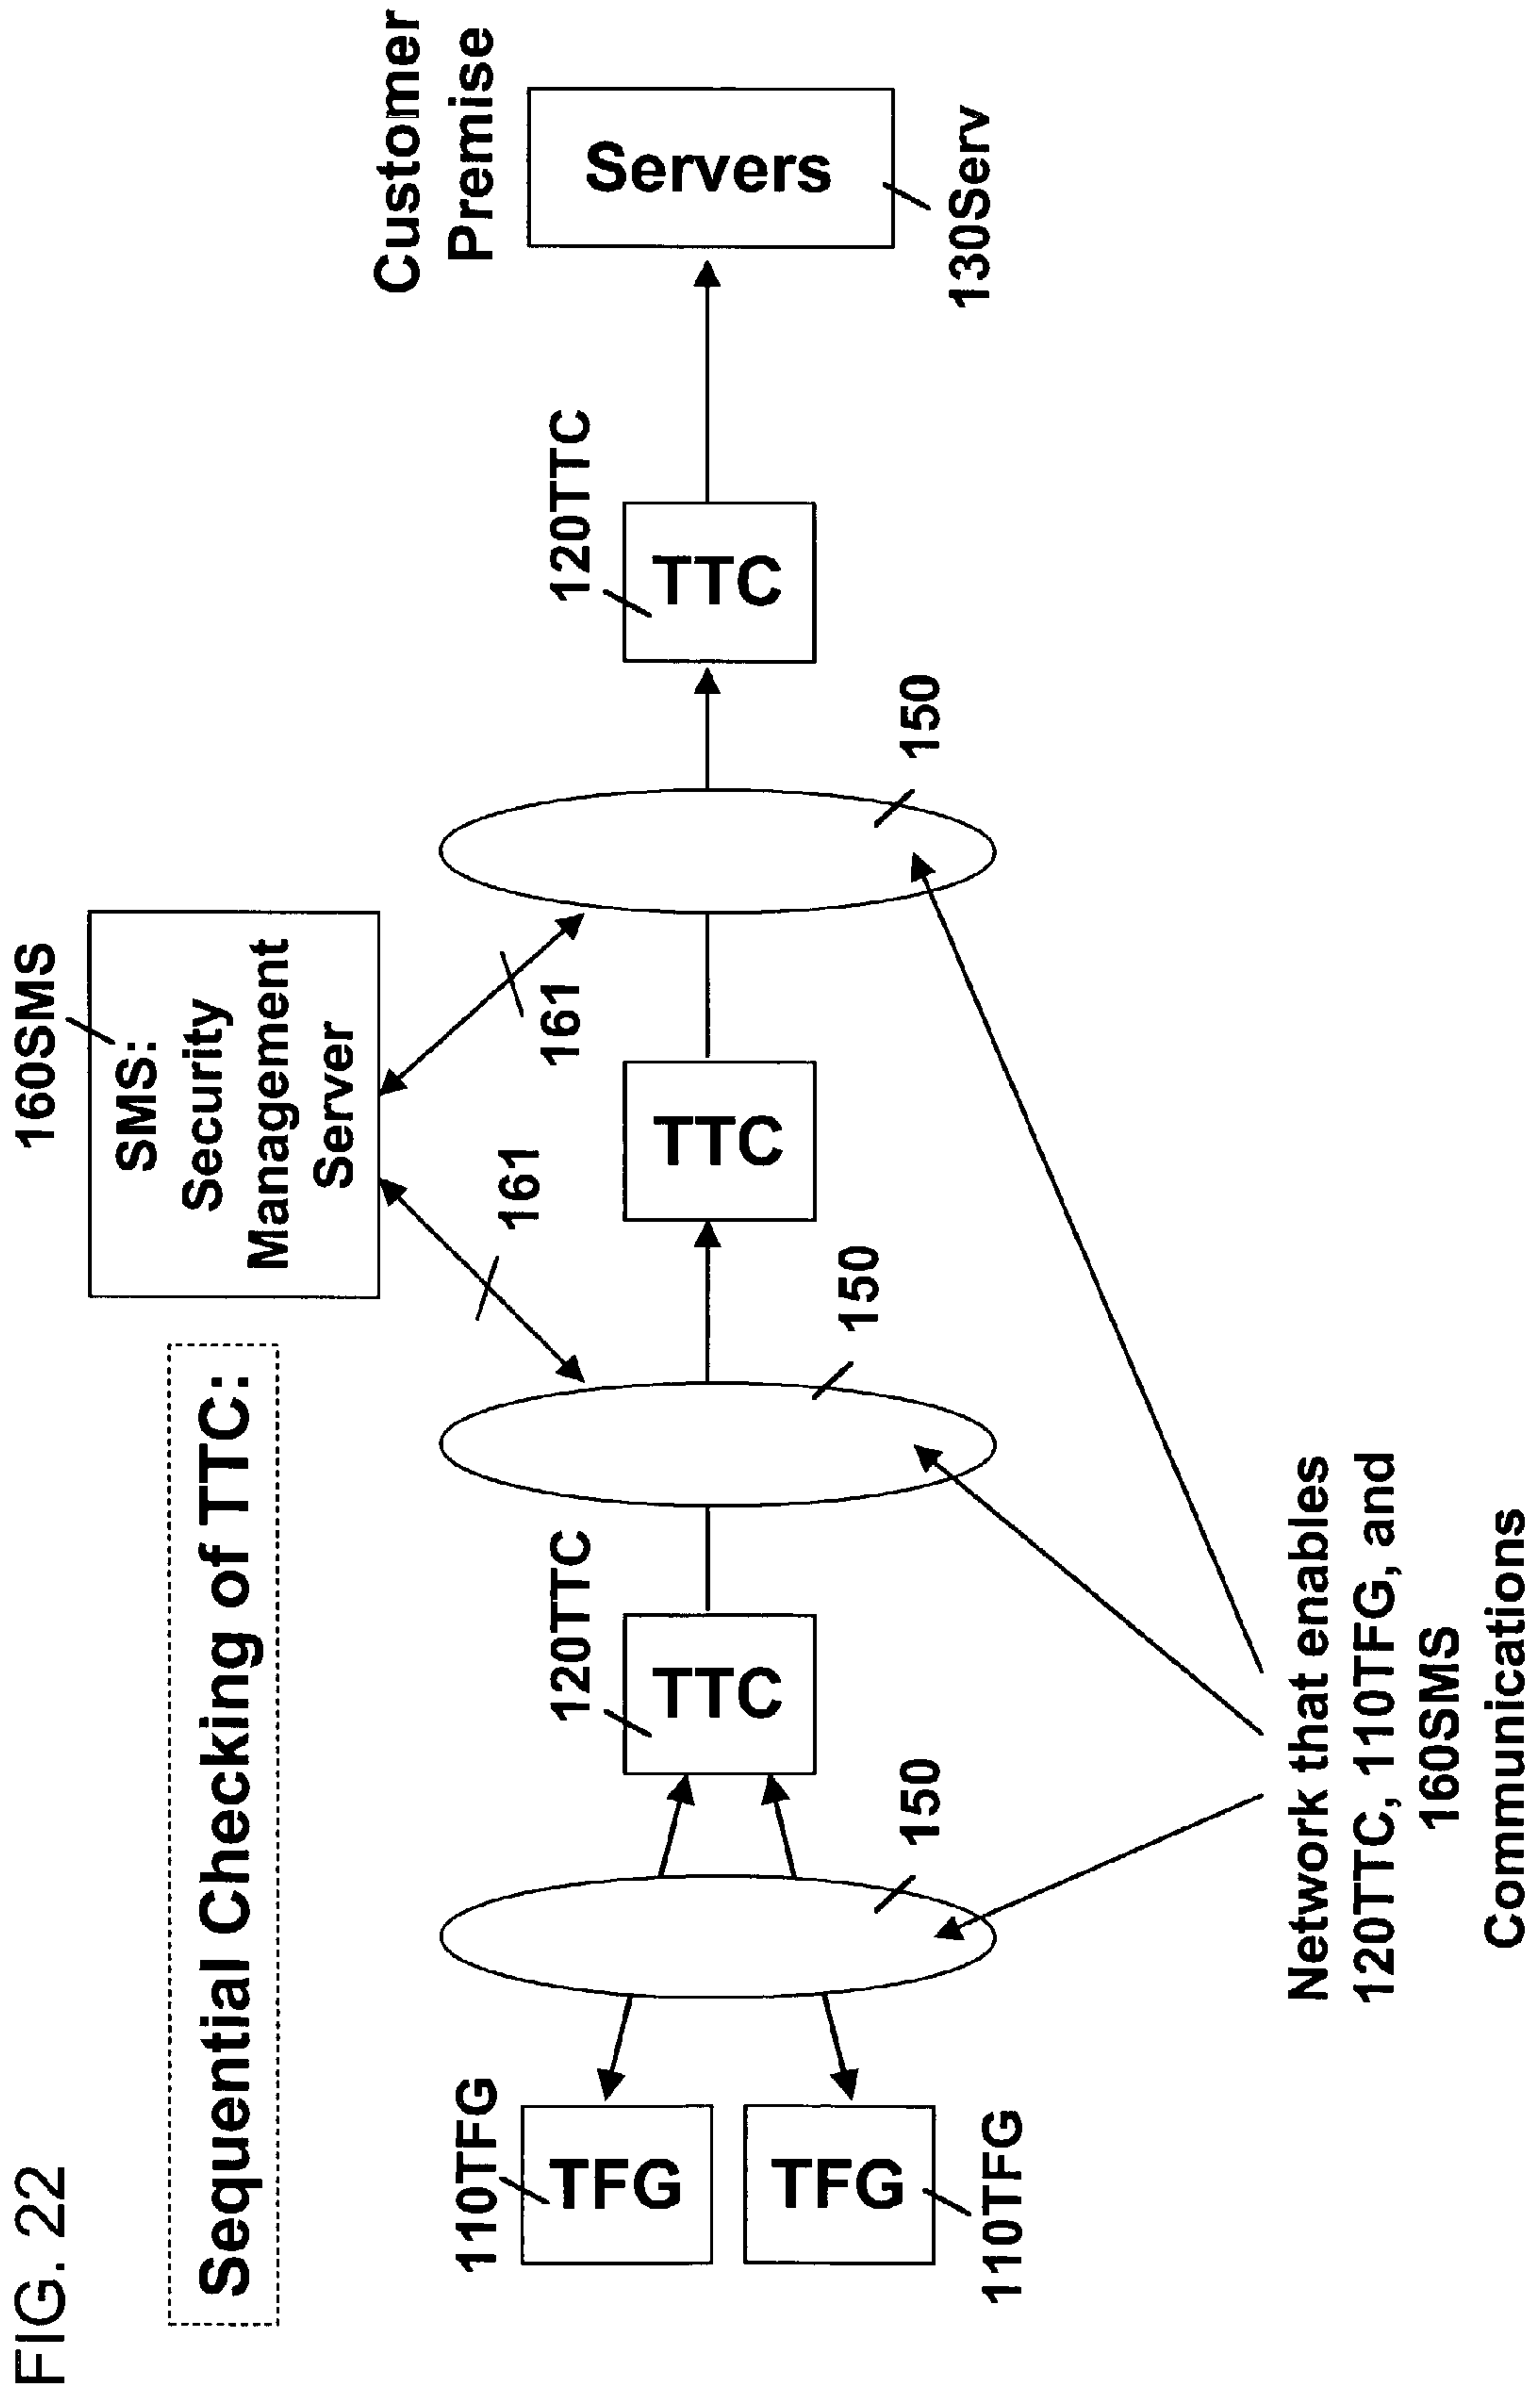 FIG. 22
Sequential Checking of TTC:
160SMS
SMS:
Security
Management
Server
161
161
Customer
Premise
110TFG
TFG
TFG
110TFG
150
120TTC
TTC
150
TTC
150
120TTC
TTC
Servers
130Serv
Network that enables
120TTC, 110TFG, and
160SMS
Communications